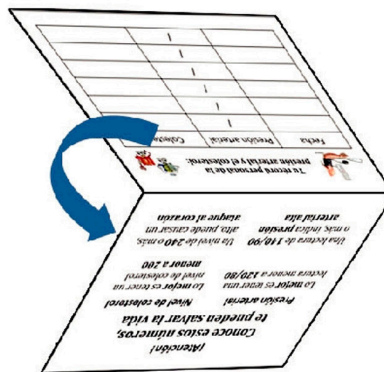 ¡Atención!
Conoce estos números,
te pueden salvar la vida
Presión arterial
Lo mejor es tener una
lectura menor a 120/80
Una lectura de 140/90
o más, indica presión
arterial alta
Nivel de colesterol
Lo mejor es tener un
nivel de colesterol
menor a 200
Un nivel de 240 o más,
alto, puede causar un
ataque al corazón
Tu record personal de la
presión arterial y el colesterol:
Fecha Presión arterial
/
/
/
/
/